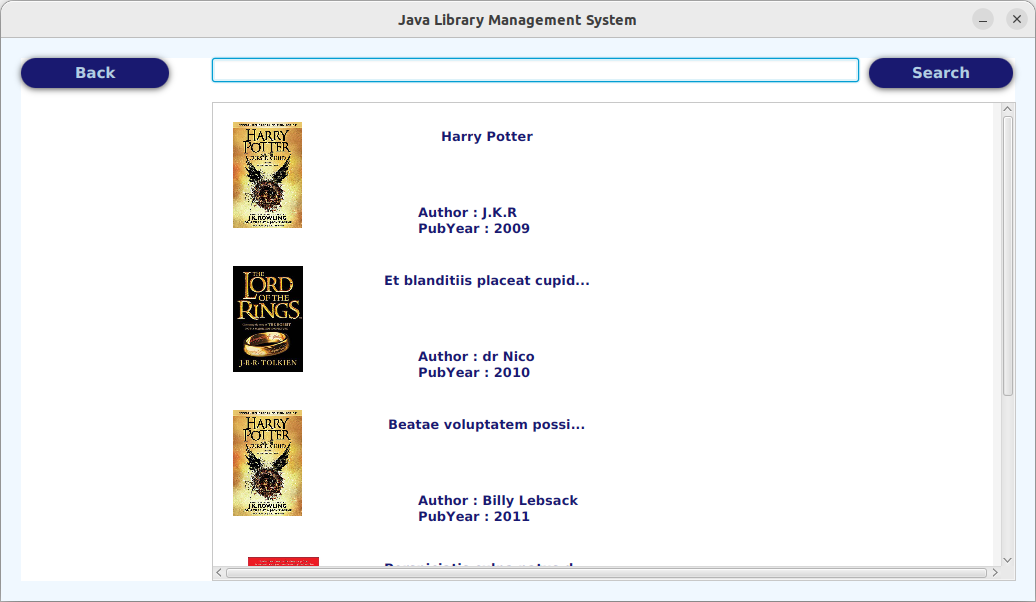 Java Library Management System
Back
Search
HARRY
POTTER
J.K.ROWLING
Harry Potter
Author : J.K.R
PubYear : 2009
THE
LORD
OF THE
RINGS
J·R·R·TOLKIEN
Et blanditiis placeat cupid...
Author : dr Nico
PubYear : 2010
HARRY
POTTER
J.K.ROWLING
Beatae voluptatem possi...
Author : Billy Lebsack
PubYear : 2011